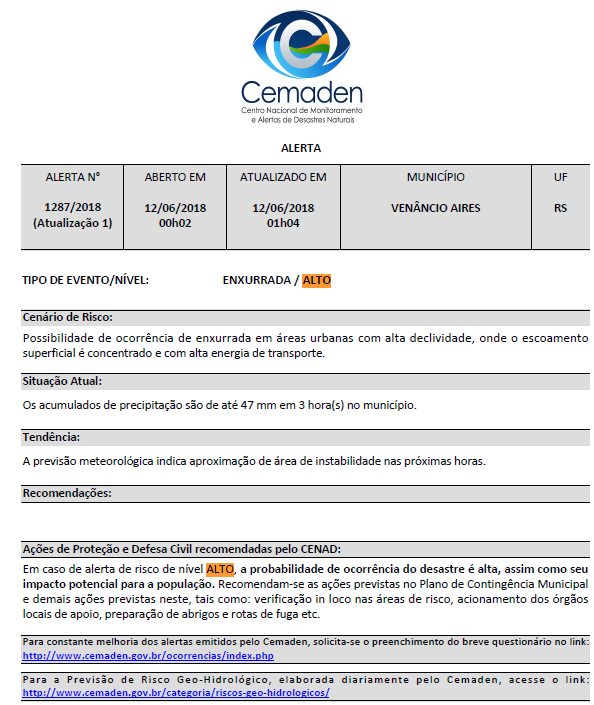 Cemaden
Centro Nacional de Monitoramento
e Alertas de Desastres Naturais
ALERTA
ALERTA N° ABERTO EM ATUALIZADO EM MUNICÍPIO UF
1287/2018 12/06/2018 12/06/2018 VENÂNCIO AIRES RS
(Atualização 1) 00h02 01h04
TIPO DE EVENTO/NÍVEL: ENXURRADA / ALTO
Cenário de Risco:
Possibilidade de ocorrência de enxurrada em áreas urbanas com alta declividade, onde o escoamento
superficial é concentrado e com alta energia de transporte.
Situação Atual:
Os acumulados de precipitação são de até 47 mm em 3 hora(s) no município.
Tendência:
A previsão meteorológica indica aproximação de área de instabilidade nas próximas horas.
Recomendações:
Ações de Proteção e Defesa Civil recomendadas pelo CENAD:
Em caso de alerta de risco de nível ALTO, a probabilidade de ocorrência do desastre é alta, assim como seu
impacto potencial para a população. Recomendam-se as ações previstas no Plano de Contingência Municipal
e demais ações previstas neste, tais como: verificação in loco nas áreas de risco, acionamento dos órgãos
locais de apoio, preparação de abrigos e rotas de fuga etc.
Para constante melhoria dos alertas emitidos pelo Cemaden, solicita-se o preenchimento do breve questionário no link:
http://www.cemaden.gov.br/ocorrencias/index.php
Para a Previsão de Risco Geo-Hidrológico, elaborada diariamente pelo Cemaden, acesse o link:
http://www.cemaden.gov.br/categoria/riscos-geo-hidrologicos/